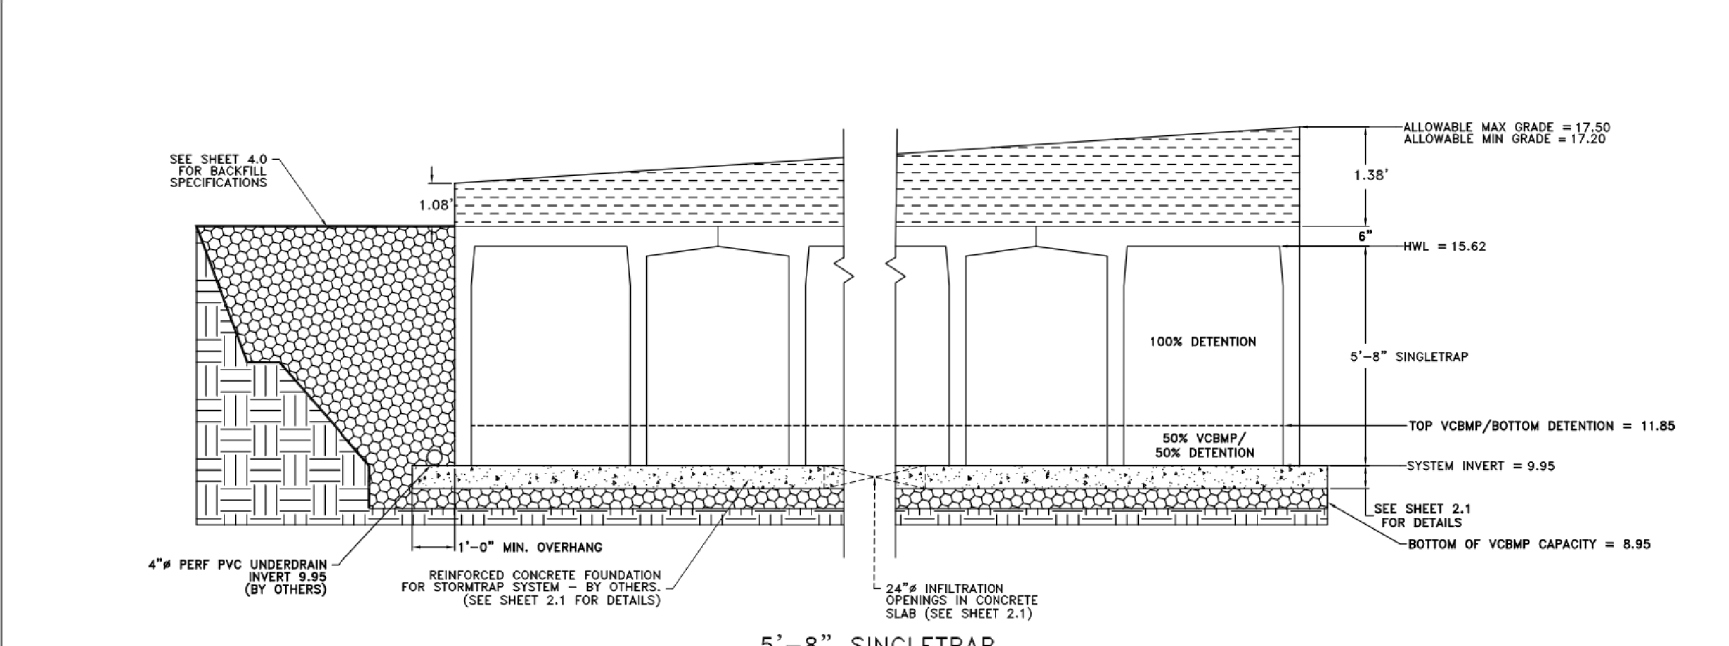 ALLOWABLE MAX GRADE = 17.50
ALLOWABLE MIN GRADE = 17.20
SEE SHEET 4.0
FOR BACKFILL
SPECIFICATIONS
1.38'
1.08'
6"
HWL = 15.62
100% DETENTION
5'-8" SINGLETRAP
TOP VCBMP/BOTTOM DETENTION = 11.85
50% VCBMP/
50% DETENTION
SYSTEM INVERT = 9.95
SEE SHEET 2.1
FOR DETAILS
BOTTOM OF VCBMP CAPACITY = 8.95
1'-0" MIN. OVERHANG
4"ø PERF PVC UNDERDRAIN
INVERT 9.95
(BY OTHERS)
REINFORCED CONCRETE FOUNDATION
FOR STORMTRAP SYSTEM - BY OTHERS.
(SEE SHEET 2.1 FOR DETAILS)
24"ø INFILTRATION
OPENINGS IN CONCRETE
SLAB (SEE SHEET 2.1)
5'-8" SINGLETRAP